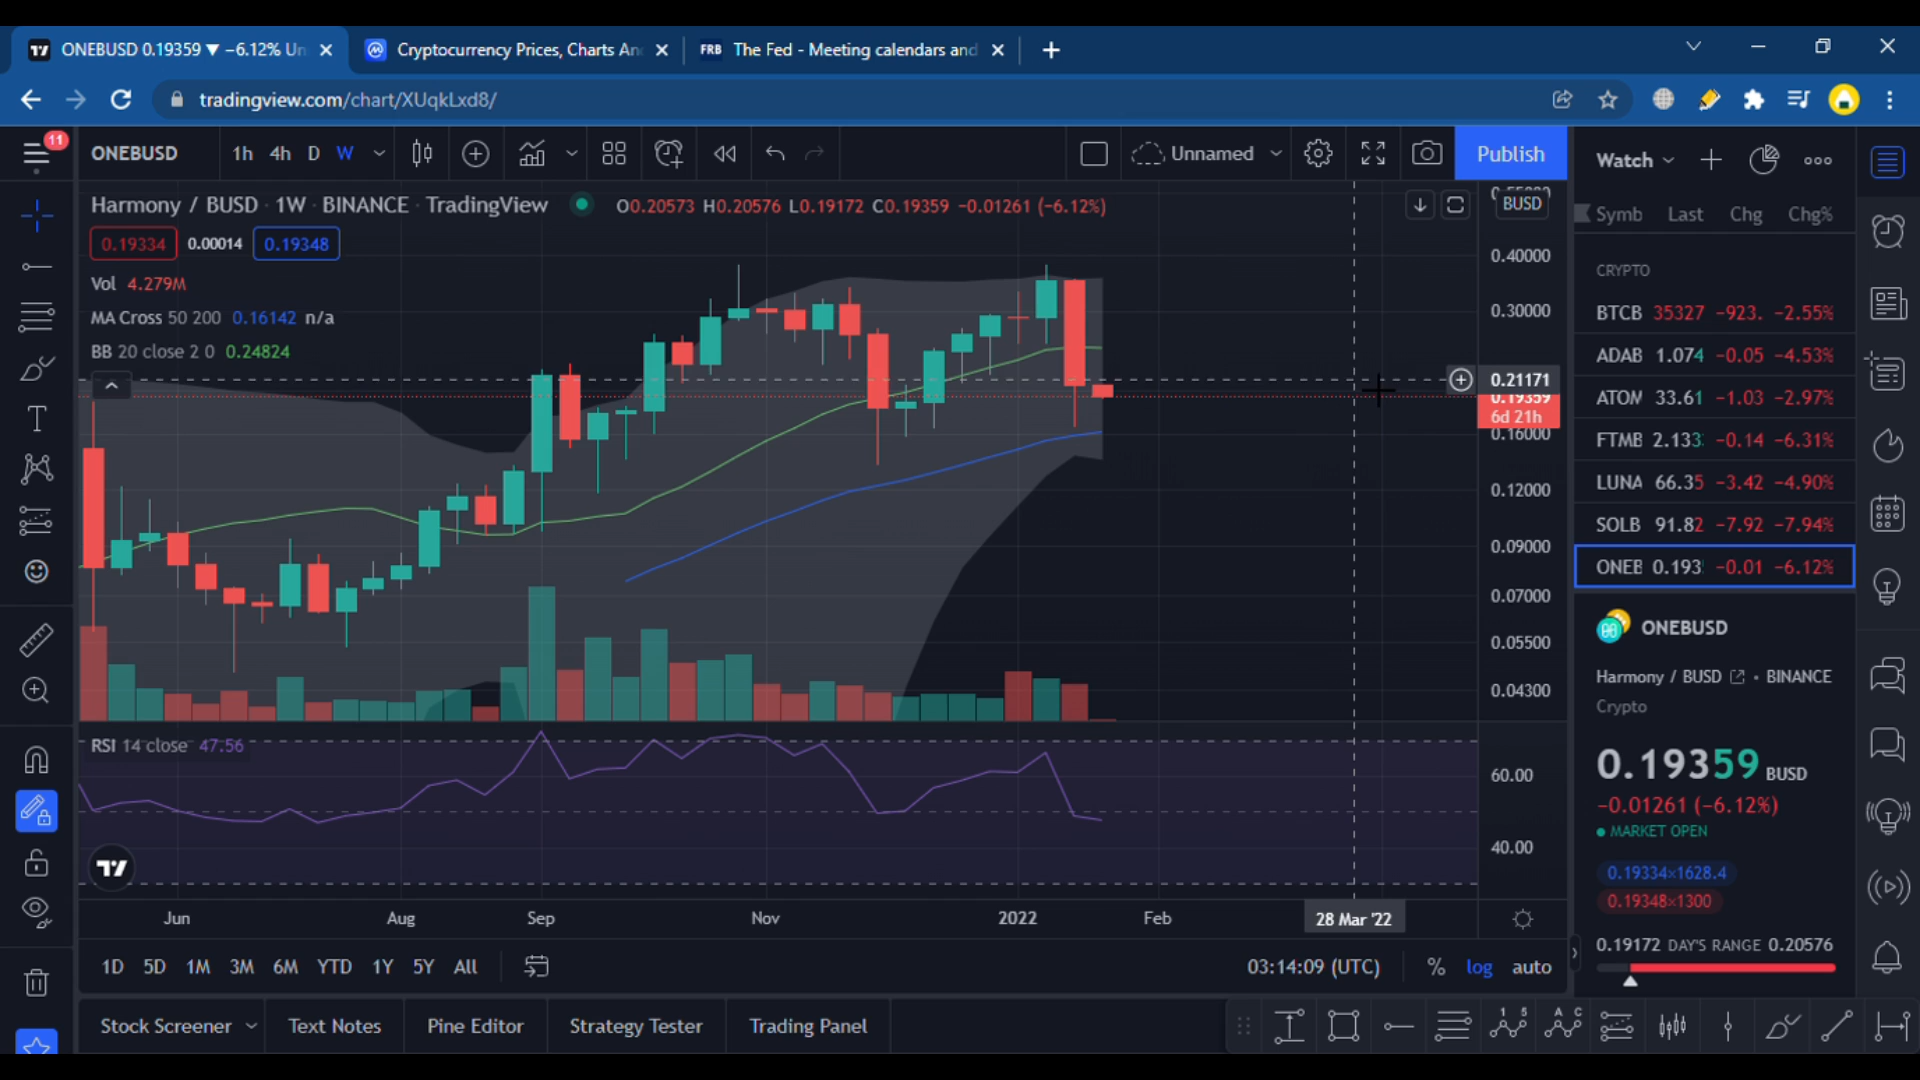 ONEBUSD 0.19359 ▼ −6.12% Un
Cryptocurrency Prices, Charts An
FRB The Fed - Meeting calendars and
tradingview.com/chart/XUqkLxd8/
11
ONEBUSD 1h 4h D W
Unnamed
Publish
Harmony / BUSD · 1W · BINANCE · TradingView
O0.20573 H0.20576 L0.19172 C0.19359 −0.01261 (−6.12%)
0.19334 0.00014 0.19348
Vol 4.279M
MA Cross 50 200 0.16142 n/a
BB 20 close 2 0 0.24824
BUSD
0.40000
0.30000
0.21171
0.19359
6d 21h
0.16000
0.12000
0.09000
0.07000
0.05500
0.04300
RSI 14 close 47.56
60.00
40.00
Jun Aug Sep Nov 2022 Feb 28 Mar '22
1D 5D 1M 3M 6M YTD 1Y 5Y All
03:14:09 (UTC) % log auto
Stock Screener Text Notes Pine Editor Strategy Tester Trading Panel
Watch
Symb Last Chg Chg%
CRYPTO
BTCB 35327 −923. −2.55%
ADAB 1.074 −0.05 −4.53%
ATOM 33.61 −1.03 −2.97%
FTMB 2.133 −0.14 −6.31%
LUNA 66.35 −3.42 −4.90%
SOLB 91.82 −7.92 −7.94%
ONEB 0.193 −0.01 −6.12%
ONEBUSD
Harmony / BUSD • BINANCE
Crypto
0.19359 BUSD
−0.01261 (−6.12%)
MARKET OPEN
0.19334×1628.4
0.19348×1300
0.19172 DAY'S RANGE 0.20576